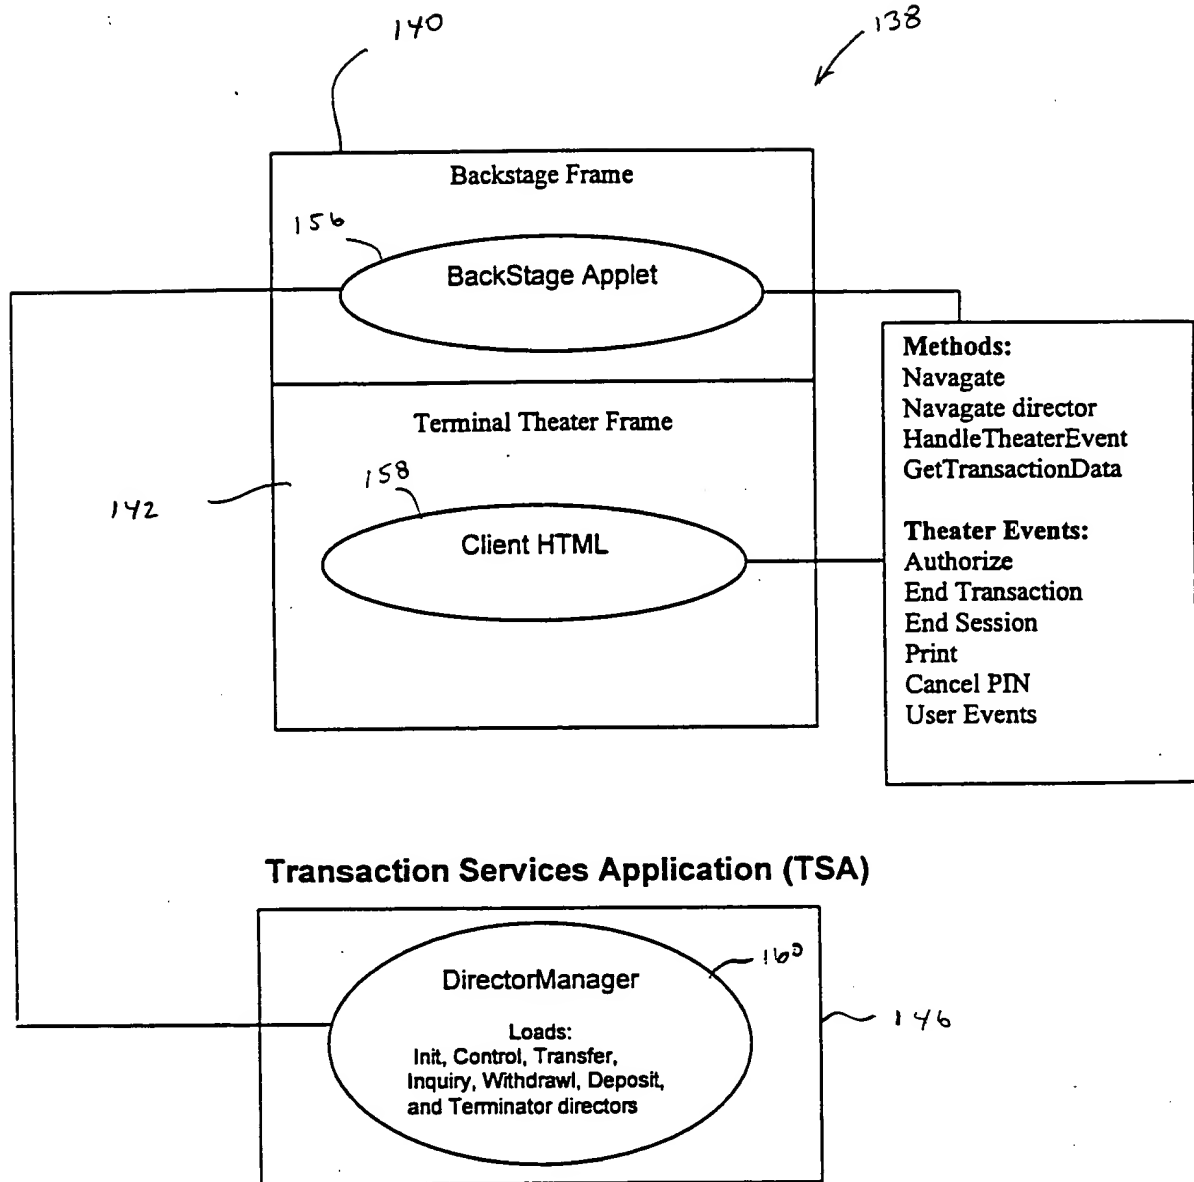 140
138
Backstage Frame
156
BackStage Applet
Methods:
Navagate
Navagate director
HandleTheaterEvent
GetTransactionData
Theater Events:
Authorize
End Transaction
End Session
Print
Cancel PIN
User Events
Terminal Theater Frame
158
142
Client HTML
Transaction Services Application (TSA)
160
DirectorManager
146
Loads:
Init, Control, Transfer,
Inquiry, Withdrawl, Deposit,
and Terminator directors